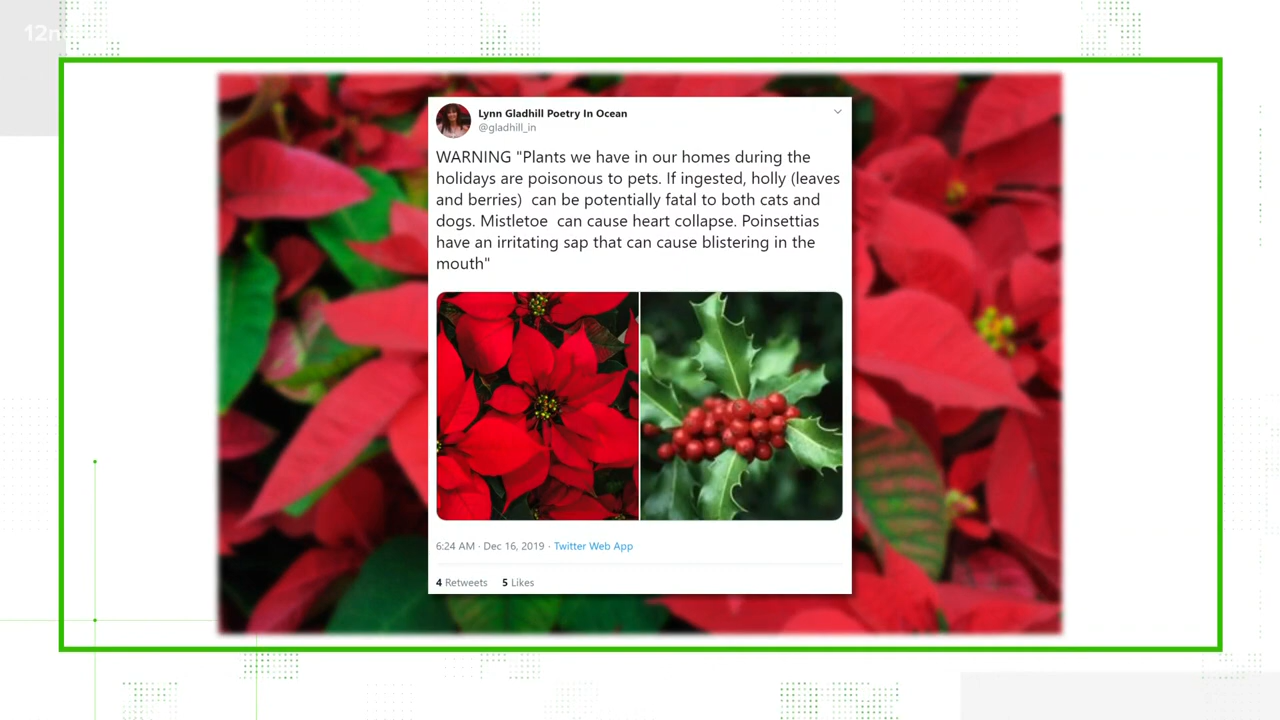 12n
Lynn Gladhill Poetry In Ocean
@gladhill_in
WARNING "Plants we have in our homes during the
holidays are poisonous to pets. If ingested, holly (leaves
and berries)  can be potentially fatal to both cats and
dogs. Mistletoe  can cause heart collapse. Poinsettias
have an irritating sap that can cause blistering in the
mouth"
6:24 AM · Dec 16, 2019 · Twitter Web App
4 Retweets 5 Likes